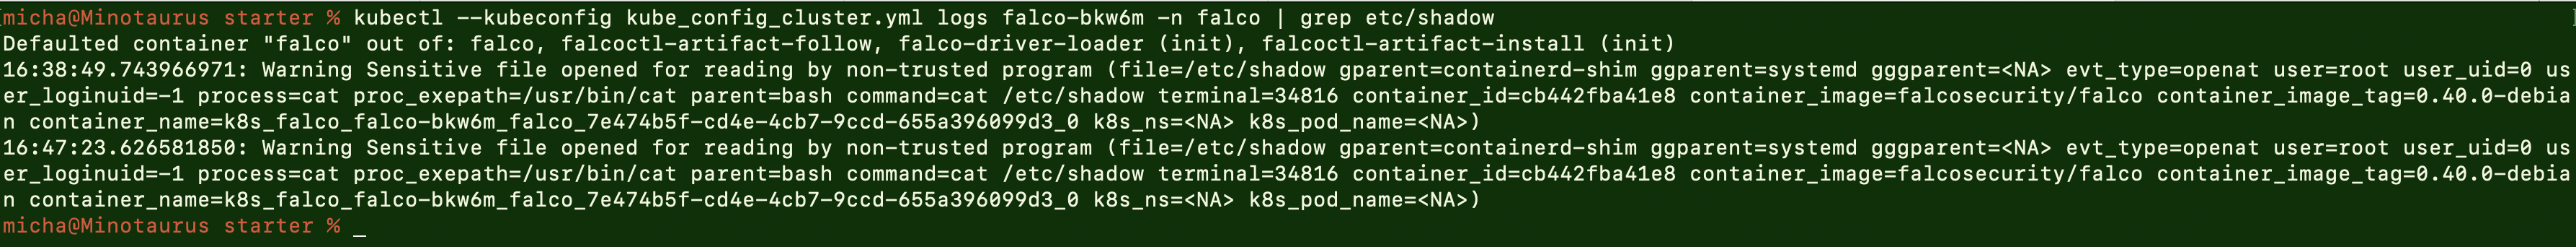 micha@Minotaurus starter % kubectl --kubeconfig kube_config_cluster.yml logs falco-bkw6m -n falco | grep etc/shadow
Defaulted container "falco" out of: falco, falcoctl-artifact-follow, falco-driver-loader (init), falcoctl-artifact-install (init)
16:38:49.743966971: Warning Sensitive file opened for reading by non-trusted program (file=/etc/shadow gparent=containerd-shim ggparent=systemd gggparent=<NA> evt_type=openat user=root user_uid=0 us
er_loginuid=-1 process=cat proc_exepath=/usr/bin/cat parent=bash command=cat /etc/shadow terminal=34816 container_id=cb442fba41e8 container_image=falcosecurity/falco container_image_tag=0.40.0-debia
n container_name=k8s_falco_falco-bkw6m_falco_7e474b5f-cd4e-4cb7-9ccd-655a396099d3_0 k8s_ns=<NA> k8s_pod_name=<NA>)
16:47:23.626581850: Warning Sensitive file opened for reading by non-trusted program (file=/etc/shadow gparent=containerd-shim ggparent=systemd gggparent=<NA> evt_type=openat user=root user_uid=0 us
er_loginuid=-1 process=cat proc_exepath=/usr/bin/cat parent=bash command=cat /etc/shadow terminal=34816 container_id=cb442fba41e8 container_image=falcosecurity/falco container_image_tag=0.40.0-debia
n container_name=k8s_falco_falco-bkw6m_falco_7e474b5f-cd4e-4cb7-9ccd-655a396099d3_0 k8s_ns=<NA> k8s_pod_name=<NA>)
micha@Minotaurus starter % _